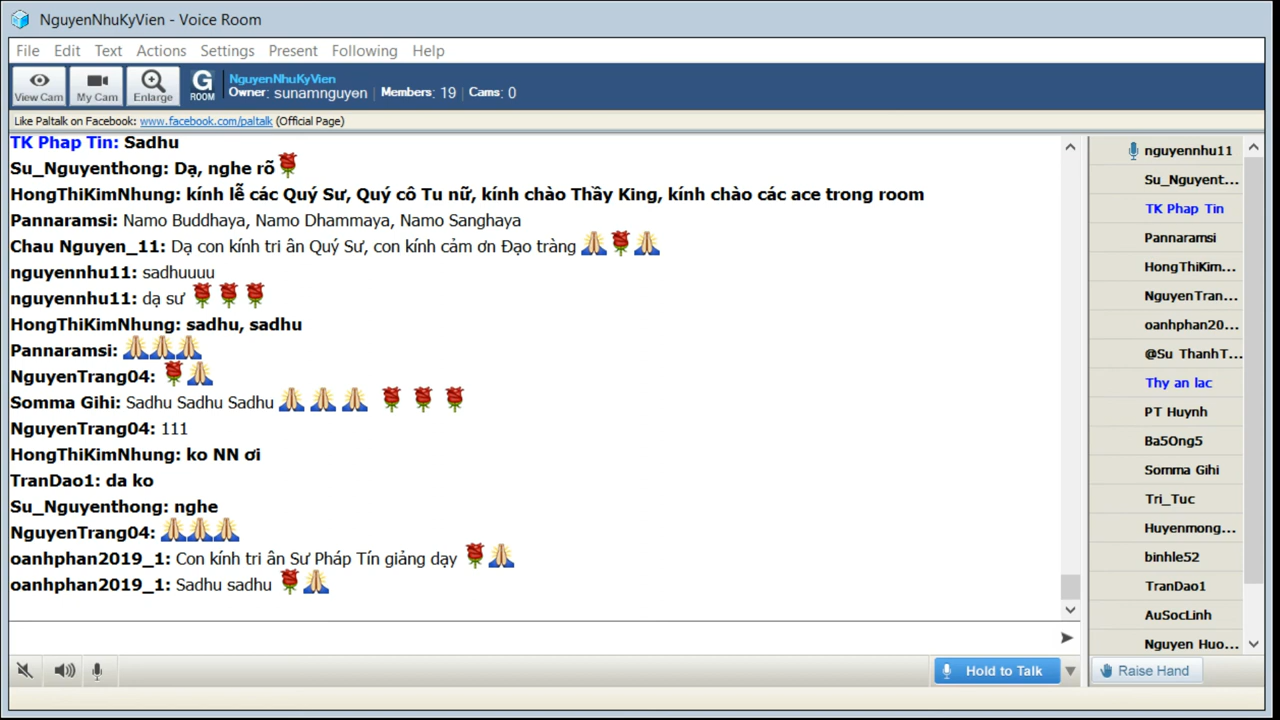 NguyenNhuKyVien - Voice Room
File Edit Text Actions Settings Present Following Help
View Cam My Cam Enlarge G ROOM
NguyenNhuKyVien
Owner: sunamnguyen | Members: 19 | Cams: 0
Like Paltalk on Facebook: www.facebook.com/paltalk (Official Page)
TK Phap Tin: Sadhu
Su_Nguyenthong: Dạ, nghe rõ
HongThiKimNhung: kính lễ các Quý Sư, Quý cô Tu nữ, kính chào Thầy King, kính chào các ace trong room
Pannaramsi: Namo Buddhaya, Namo Dhammaya, Namo Sanghaya
Chau Nguyen_11: Dạ con kính tri ân Quý Sư, con kính cảm ơn Đạo tràng
nguyennhu11: sadhuuuu
nguyennhu11: dạ sư
HongThiKimNhung: sadhu, sadhu
Pannaramsi:
NguyenTrang04:
Somma Gihi: Sadhu Sadhu Sadhu
NguyenTrang04: 111
HongThiKimNhung: ko NN ơi
TranDao1: da ko
Su_Nguyenthong: nghe
NguyenTrang04:
oanhphan2019_1: Con kính tri ân Sư Pháp Tín giảng dạy
oanhphan2019_1: Sadhu sadhu
Hold to Talk
nguyennhu11
Su_Nguyent...
TK Phap Tin
Pannaramsi
HongThiKim...
NguyenTran...
oanhphan20...
@Su ThanhT...
Thy an lac
PT Huynh
Ba5Ong5
Somma Gihi
Tri_Tuc
Huyenmong...
binhle52
TranDao1
AuSocLinh
Nguyen Huo...
Raise Hand